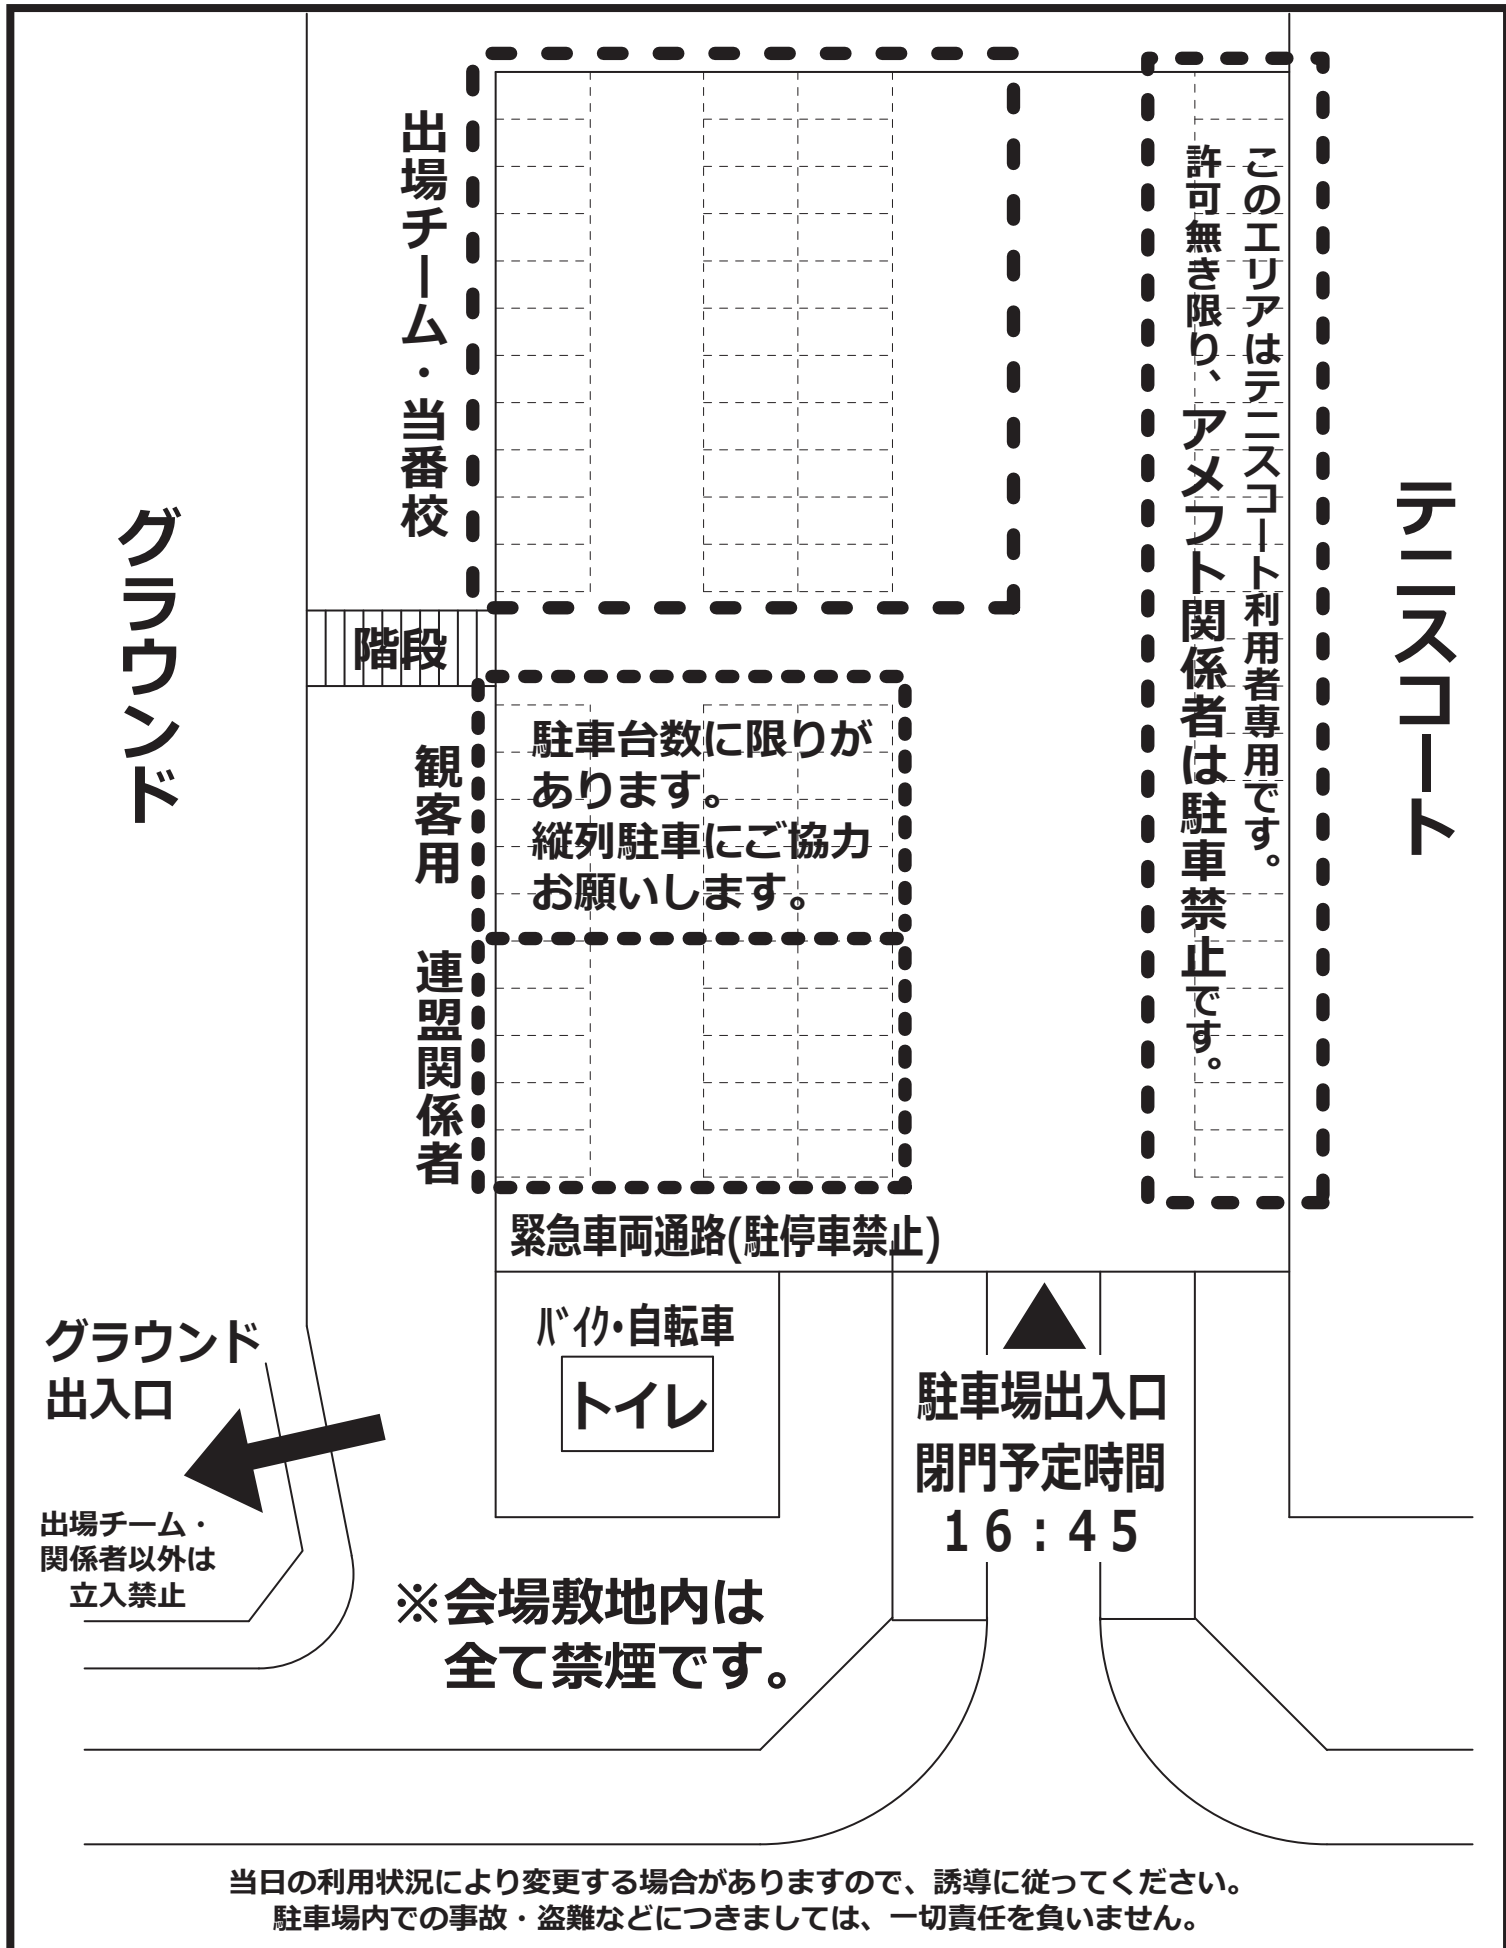 出場チーム・当番校
このエリアはテニスコート利用者専用です。
許可無き限り、アメフト関係者は駐車禁止です。
テニスコート
グラウンド
階段
観客用
駐車台数に限りが
あります。
縦列駐車にご協力
お願いします。
連盟関係者
緊急車両通路(駐停車禁止)
ﾊﾞｲｸ・自転車
トイレ
駐車場出入口
閉門予定時間
16:45
グラウンド
出入口
出場チーム・
関係者以外は
立入禁止
※会場敷地内は
全て禁煙です。
当日の利用状況により変更する場合がありますので、誘導に従ってください。
駐車場内での事故・盗難などにつきましては、一切責任を負いません。